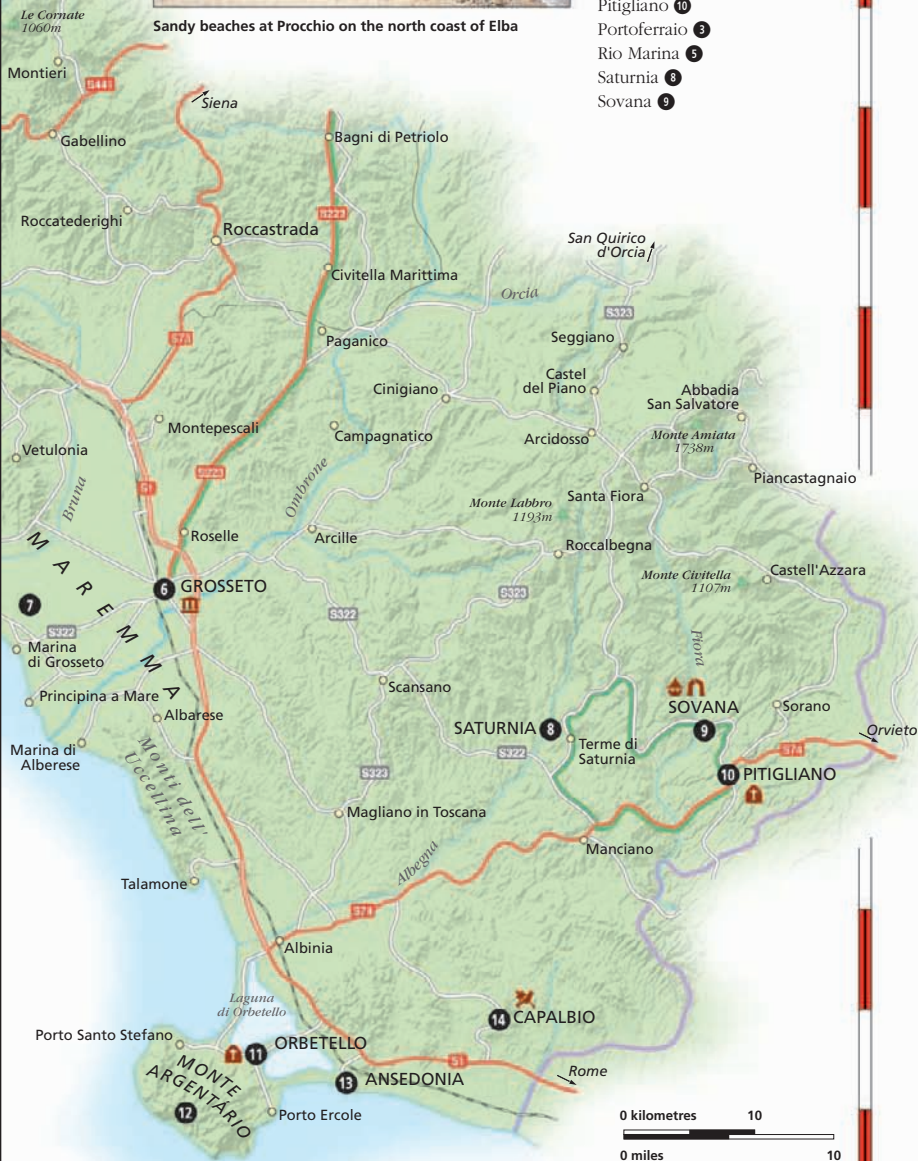 Le Cornate
1060m
Sandy beaches at Procchio on the north coast of Elba
Pitigliano 10
Portoferraio 3
Rio Marina 5
Saturnia 8
Sovana 9
Montieri
S441
Siena
Gabellino
Bagni di Petriolo
Roccatederighi
S223
Roccastrada
San Quirico
d'Orcia
Civitella Marittima
Orcia
S323
S73
Paganico
Seggiano
Castel
del Piano
Cinigiano
Abbadia
San Salvatore
Montepescali
Campagnatico
Arcidosso
Monte Amiata
1738m
Vetulonia
S223
Piancastagnaio
Bruna
S1
Ombrone
Santa Fiora
Monte Labbro
1193m
Roselle
Arcille
Roccalbegna
MAREMMA
Castell'Azzara
Monte Civitella
1107m
6 GROSSETO
S323
7
S322
S322
Marina
di Grosseto
Fiora
Scansano
Principina a Mare
SOVANA
9
Sorano
Albarese
SATURNIA 8
Orvieto
Marina di
Alberese
Terme di
Saturnia
S322
S74
Monti dell'
Uccellina
10 PITIGLIANO
S323
Magliano in Toscana
Manciano
Albegna
Talamone
S74
Albinia
Laguna
di Orbetello
14 CAPALBIO
Porto Santo Stefano
11 ORBETELLO
MONTE
ARGENTARIO
S1
Rome
13 ANSEDONIA
12
Porto Ercole
0 kilometres 10
0 miles 10